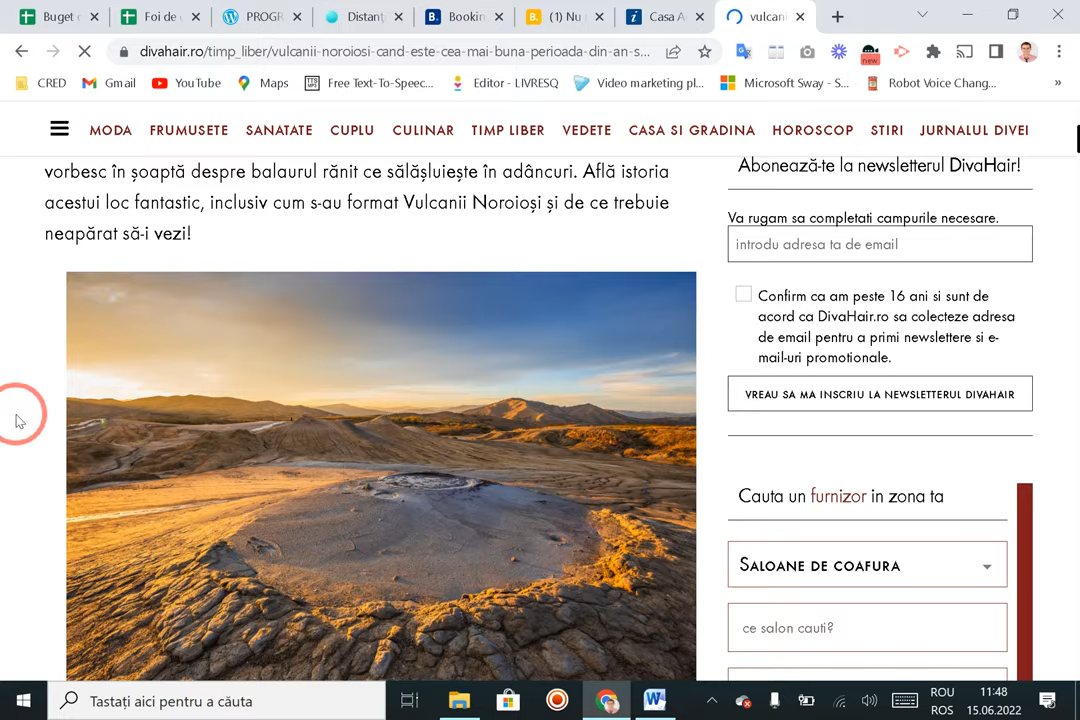 Buget
Foi de
PROGR
Distanț
Bookin
(1) Nu
Casa A
vulcani
divahair.ro/timp_liber/vulcanii-noroiosi-cand-este-cea-mai-buna-perioada-din-an-s...
new
CRED
Gmail
YouTube
Maps
Free Text-To-Speec...
Editor - LIVRESQ
Video marketing pl...
Microsoft Sway - S...
Robot Voice Chang...
»
MODA FRUMUSETE SANATATE CUPLU CULINAR TIMP LIBER VEDETE CASA SI GRADINA HOROSCOP STIRI JURNALUL DIVEI
vorbesc în șoaptă despre balaurul rănit ce sălășluiește în adâncuri. Află istoria
acestui loc fantastic, inclusiv cum s-au format Vulcanii Noroioși și de ce trebuie
neapărat să-i vezi!
Abonează-te la newsletterul DivaHair!
Va rugam sa completati campurile necesare.
introdu adresa ta de email
Confirm ca am peste 16 ani si sunt de
acord ca DivaHair.ro sa colecteze adresa
de email pentru a primi newslettere si e-
mail-uri promotionale.
VREAU SA MA INSCRIU LA NEWSLETTERUL DIVAHAIR
Cauta un furnizor in zona ta
SALOANE DE COAFURA
ce salon cauti?
Tastați aici pentru a căuta
ROU
ROS
11:48
15.06.2022